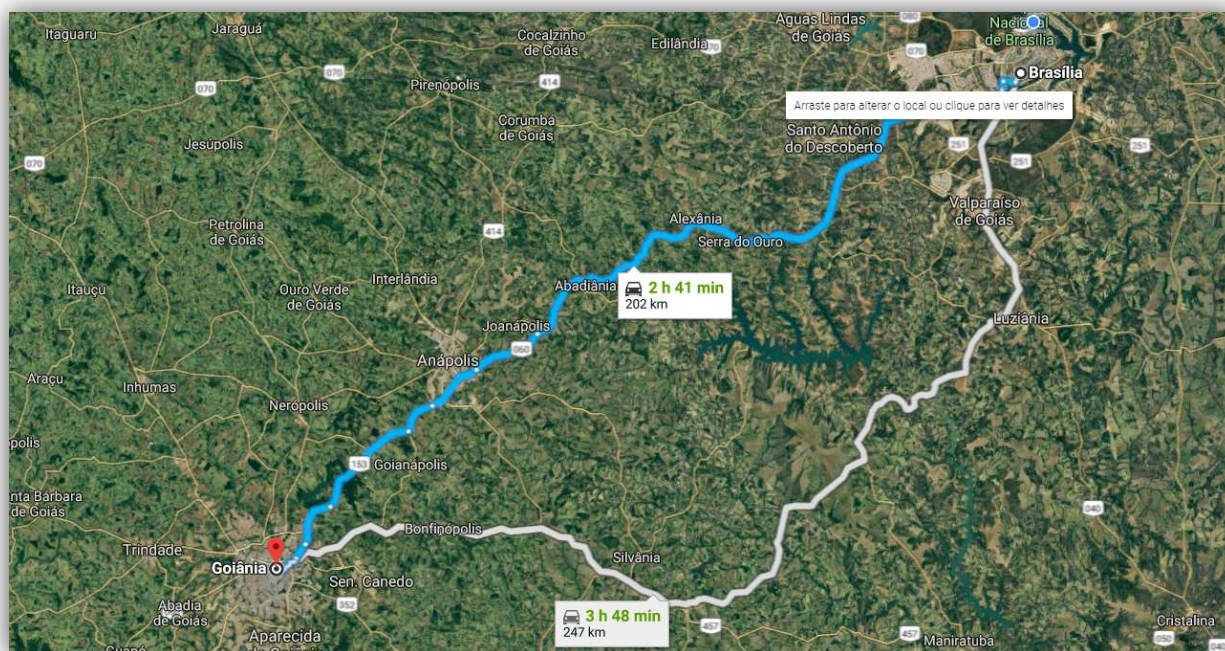 Itaguaru
Jaraguá
Cocalzinho
de Goiás
Edilândia
070
Águas Lindas
de Goiás
080
Nacional
de Brasília
070
070
414
Pirenópolis
Brasília
Arraste para alterar o local ou clique para ver detalhes
Corumbá
de Goiás
Santo Antônio
do Descoberto
251
251
251
070
Jesúpolis
Valparaíso
de Goiás
Petrolina
de Goiás
414
Alexânia
Serra do Ouro
Interlândia
Abadiânia
2 h 41 min
202 km
Itauçu
Ouro Verde
de Goiás
Joanápolis
Luziânia
060
Anápolis
Araçu
Inhumas
Nerópolis
153
Goianápolis
Bonfinópolis
040
Trindade
Goiânia
Sen. Canedo
Silvânia
352
Abadia
de Goiás
3 h 48 min
247 km
457
457
Maniratuba
Cristalina
050
040
Aparecida